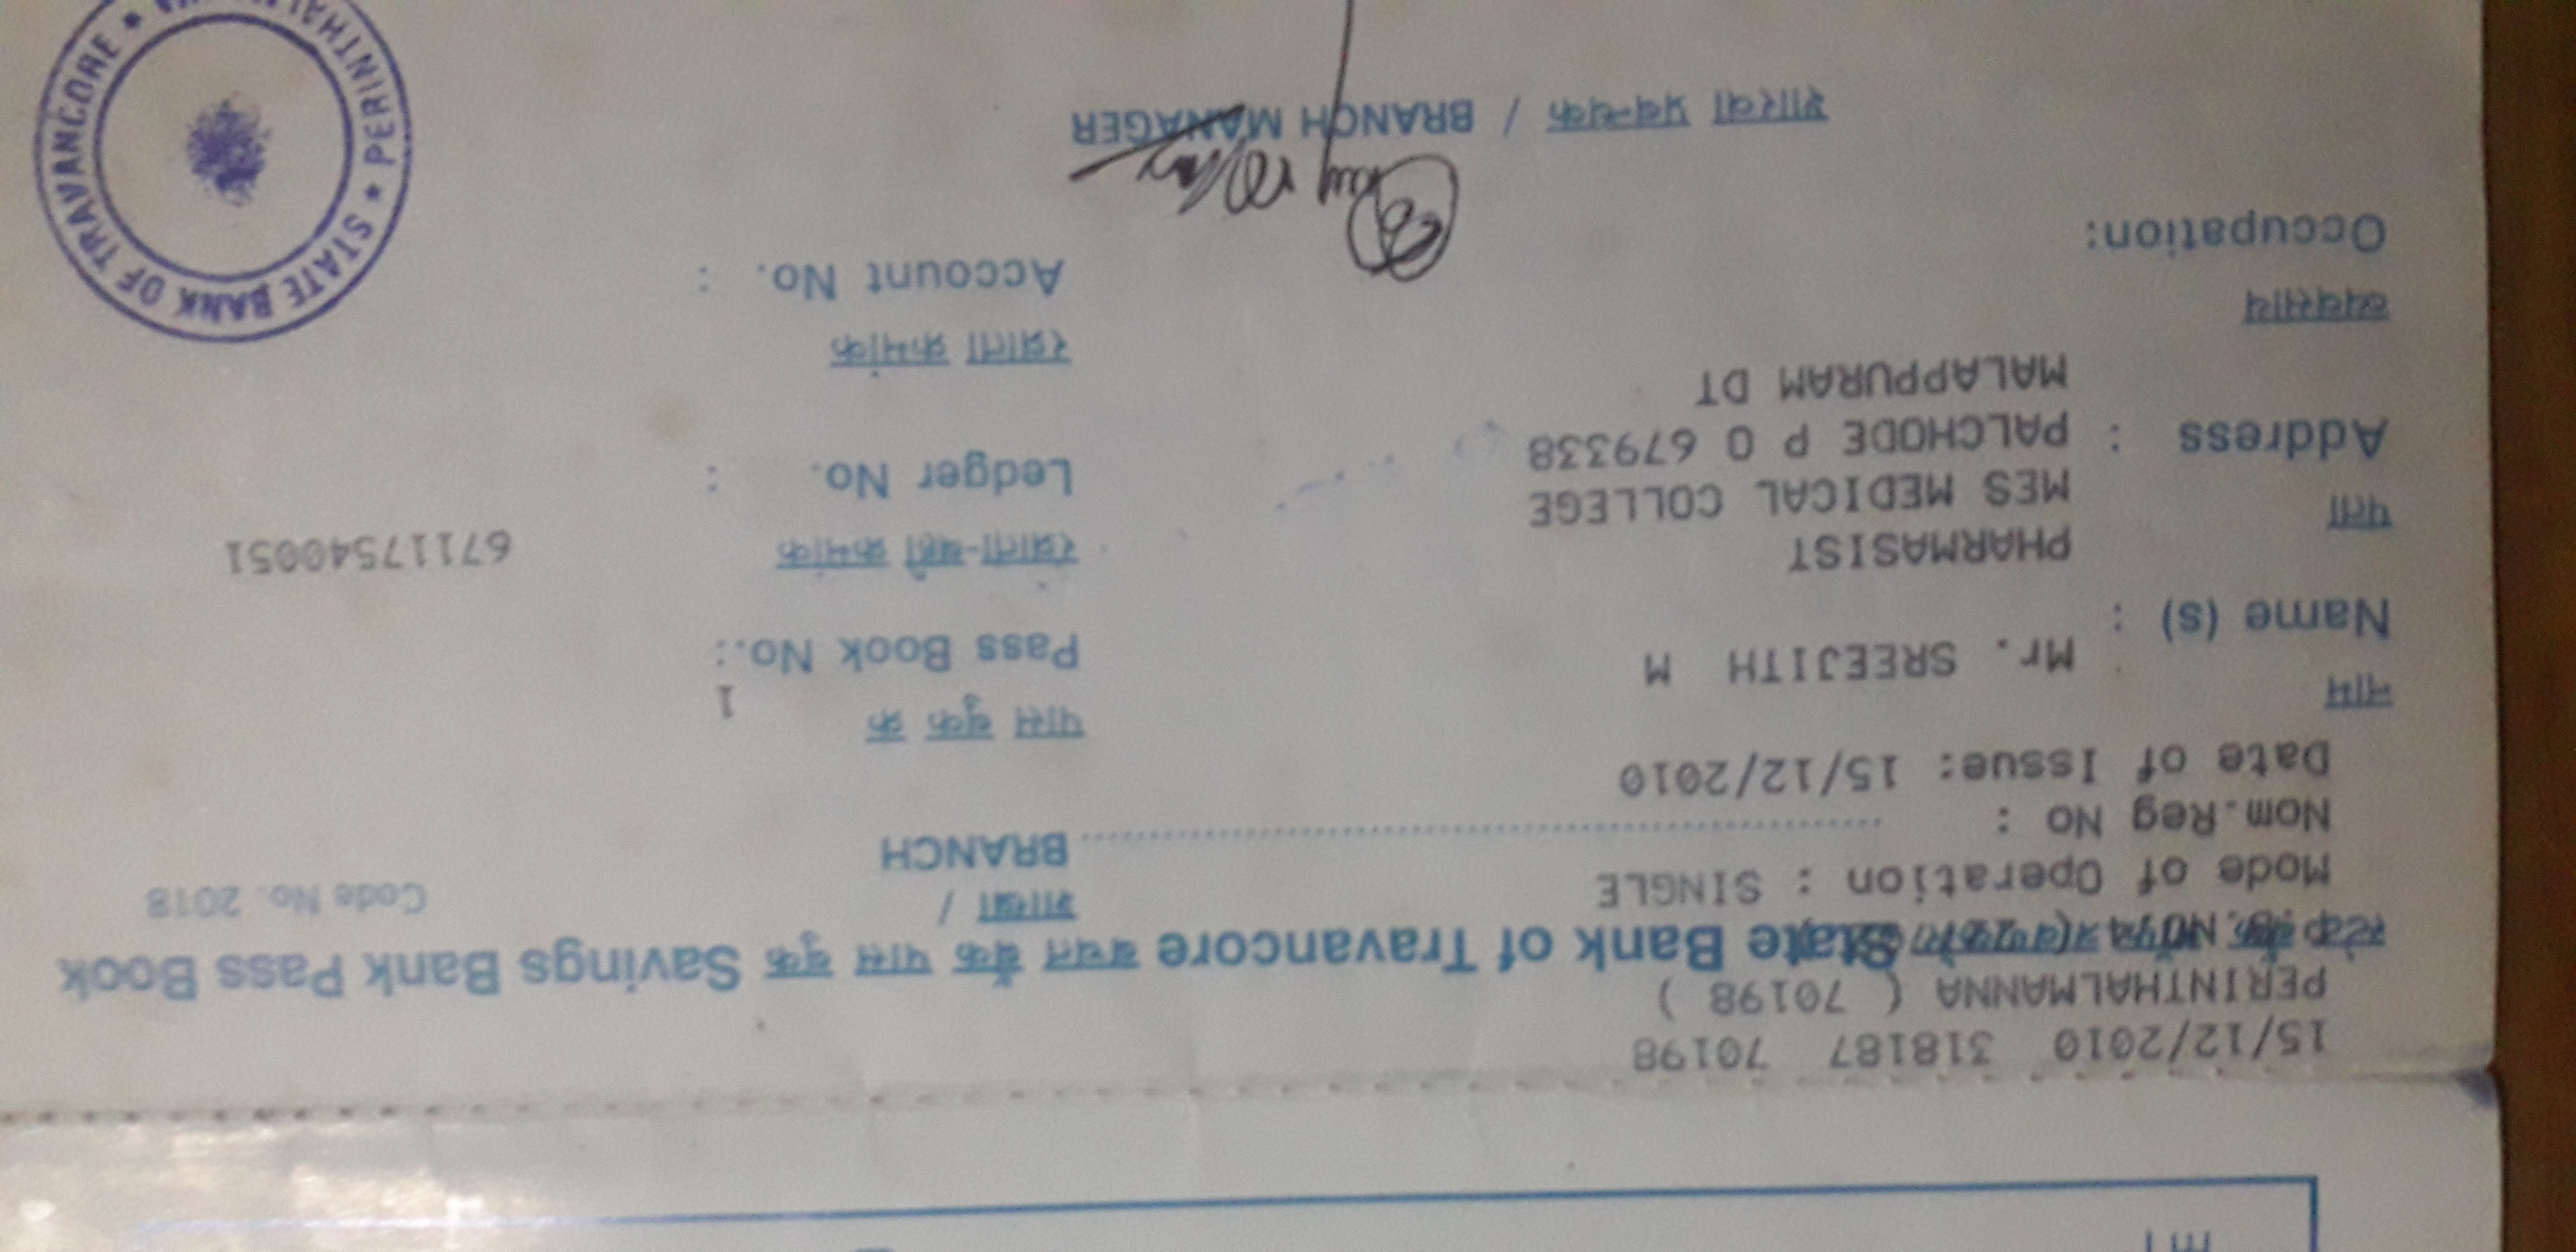 15/12/2010 318187 70198
PERINTHALMANNA ( 70198 )
स्टेट बैंक ऑफ त्रावणकोर State Bank of Travancore बचत बैंक पास बुक Savings Bank Pass Book
Mode of Operation : SINGLE
शाखा /
Code No. 2018
Nom.Reg No :
BRANCH
Date of Issue: 15/12/2010
नाम
Name (s) : Mr. SREEJITH M
पास बुक क्र
1
Pass Book No.:
पता
Address :
PHARMASIST
MES MEDICAL COLLEGE
PALCHODE P O 679338
MALAPPURAM DT
रव्राता-बही क्रमांक
67117540051
Ledger No. :
व्यवसाय
Occupation:
रव्राता क्रमांक
Account No. :
शारवा प्रबन्धक / BRANCH MANAGER
STATE BANK OF TRAVANCORE